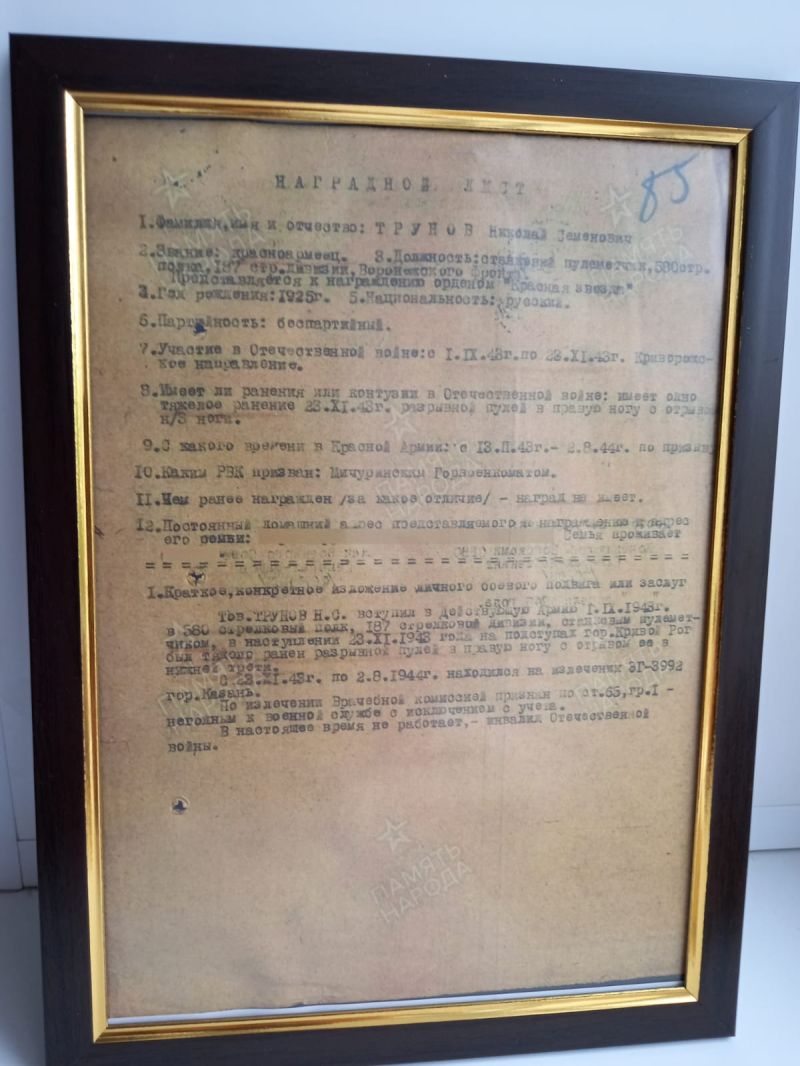 85
НАГРАДНОЙ ЛИСТ
1.Фамилия,имя и отчество: ТРУНОВ Николай Семенович
2.Звание: красноармеец. 3.Должность:станковый пулеметчик,580стр.
полка,187 стр.дивизии,Воронежского фронта
Представляется к награждению орденом "Красная звезда"
3.Год рождения:1925г. 5.Национальность: русский.
6.Партийность: беспартийный.
7.Участие в Отечественной войне:с 1.IX.43г.по 23.XI.43г. Криворожс-
кое направление.
8.Имеет ли ранения или контузии в Отечественной войне: имеет одно
тяжелое ранение 23.XI.43г. разрывной пулей в правую ногу с отрывом
н/3 ноги.
9.С какого времени в Красной Армии: с 13.II.43г.- 2.8.44г. по призыву
10.Каким РВК призван: Мичуринским Горвоенкоматом.
11.Чем ранее награжден /за какое отличие/ - наград не имеет.
12.Постоянный домашний адрес представляемого к награждению и адрес
его семьи: Семья проживает
================================
1.Краткое,конкретное изложение личного боевого подвига или заслуг
Тов.ТРУНОВ Н.С. вступил в Действующую Армию 1.IX.1943г.
в 580 стрелковый полк, 187 стрелковой дивизии, станковым пулемет-
чиком, в наступлении 23.XI.1943 года на подступах гор.Кривой Рог
был тяжело ранен разрывной пулей в правую ногу с отрывом ее в
нижней трети.
С 23.XI.43г. по 2.8.1944г. находился на излечении ЭГ-3992
гор.Казань.
По излечении Врачебной комиссией признан по ст.65,гр.1 -
негодным к военной службе с исключением с учета.
В настоящее время не работает,- инвалид Отечественной
войны.
ПАМЯТЬ
НАРОДА